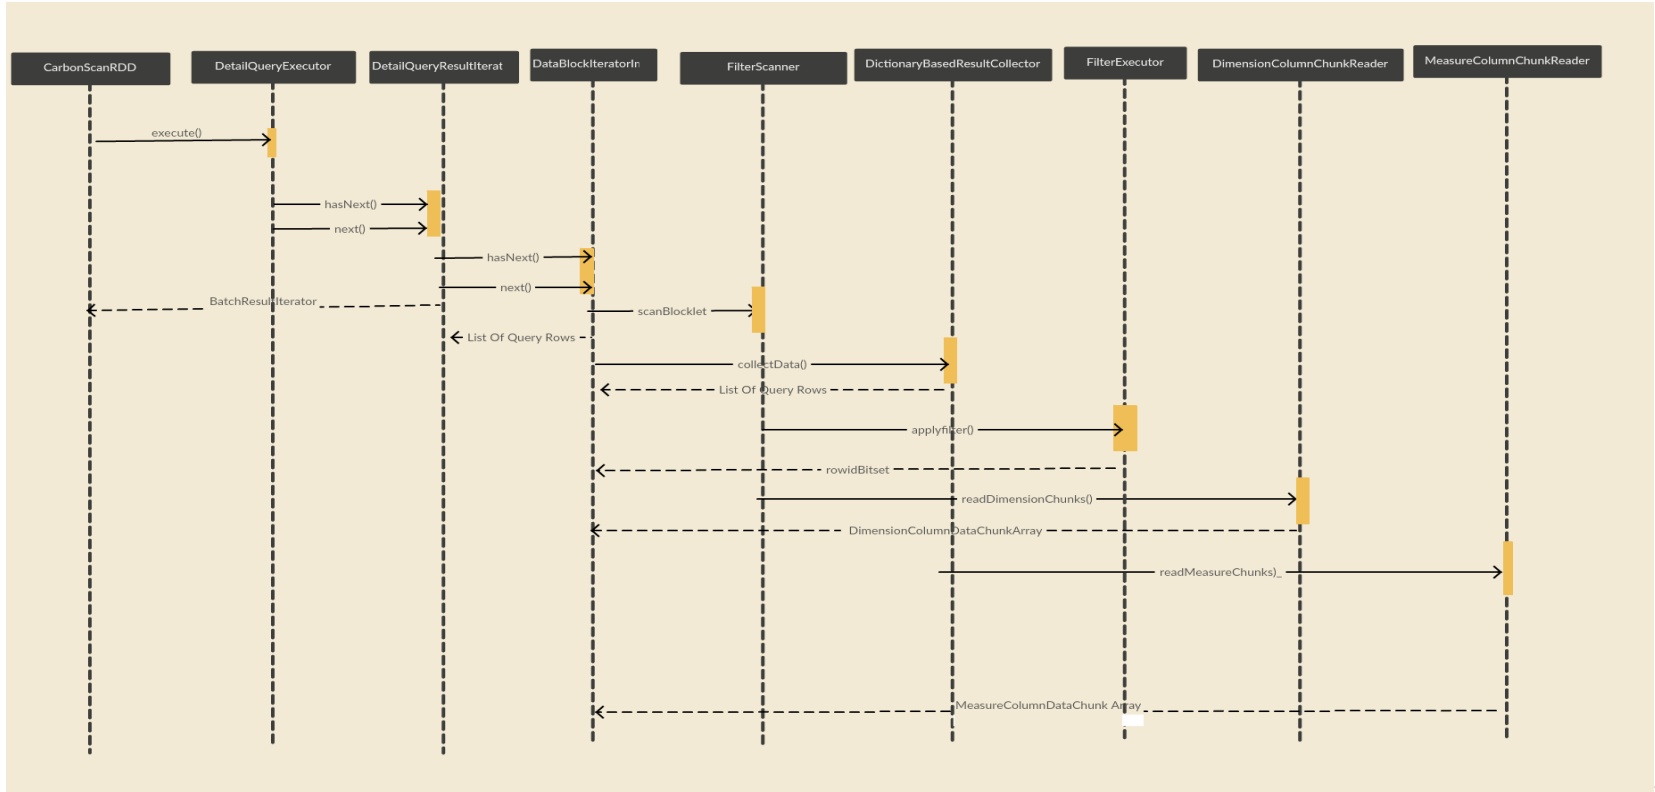 CarbonScanRDD
DetailQueryExecutor
DetailQueryResultIterat
DataBlockIteratorIn
FilterScanner
DictionaryBasedResultCollector
FilterExecutor
DimensionColumnChunkReader
MeasureColumnChunkReader
execute()
hasNext()
next()
hasNext()
next()
BatchResultIterator
scanBlocklet
List Of Query Rows
collectData()
List Of Query Rows
applyfilter()
rowidBitset
readDimensionChunks()
DimensionColumnDataChunkArray
readMeasureChunks)_
MeasureColumnDataChunk Array